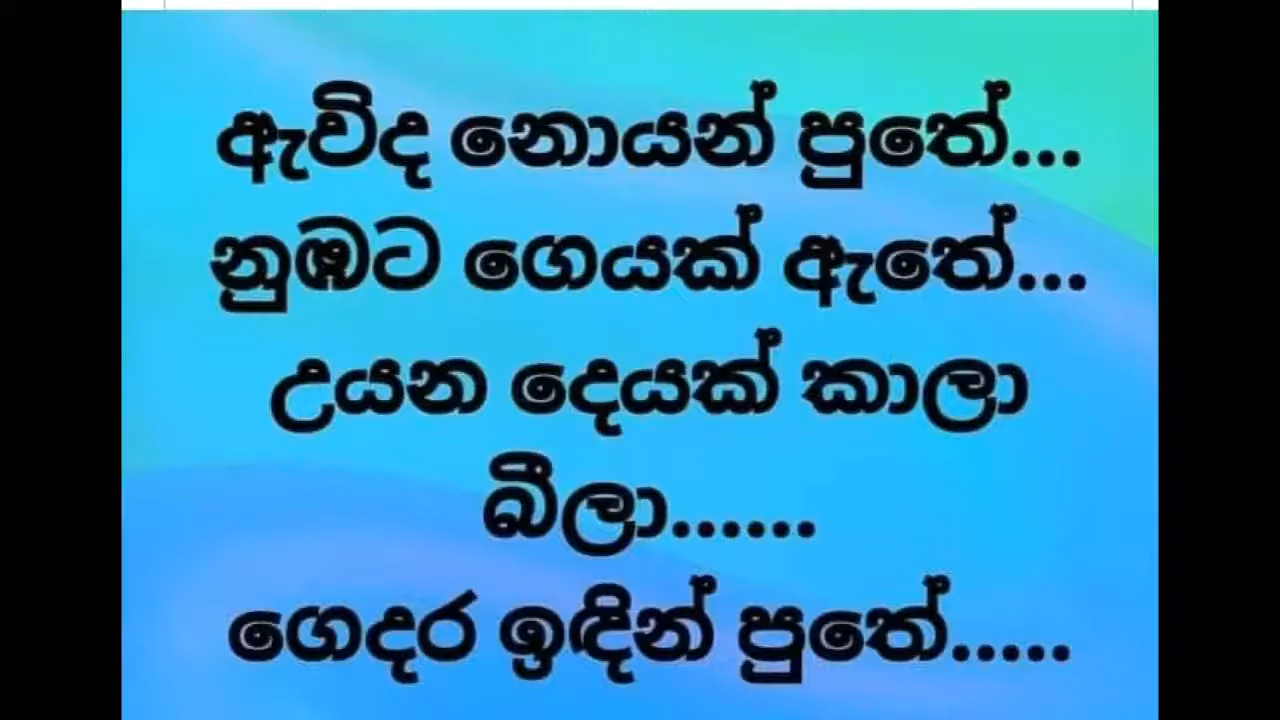 ඇවිද නොයන් පුතේ...
නුඹට ගෙයක් ඇතේ...
උයන දෙයක් කාලා
බීලා......
ගෙදර ඉඳින් පුතේ.....